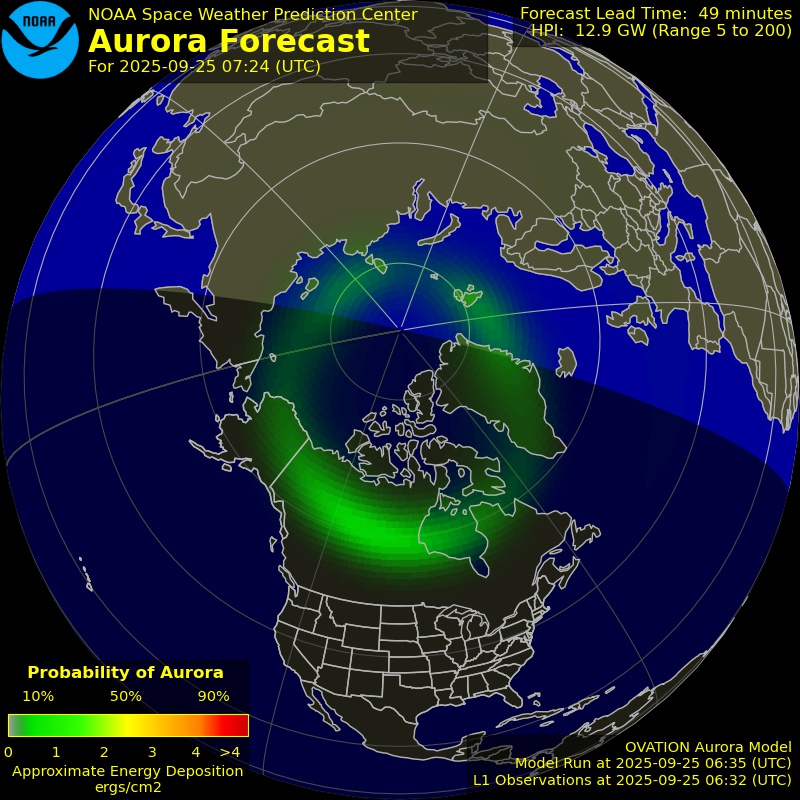 NOAA
NOAA Space Weather Prediction Center
Aurora Forecast
For 2025-09-25 07:24 (UTC)
Forecast Lead Time: 49 minutes
HPI: 12.9 GW (Range 5 to 200)
Probability of Aurora
10% 50% 90%
0 1 2 3 4 >4
Approximate Energy Deposition
ergs/cm2
OVATION Aurora Model
Model Run at 2025-09-25 06:35 (UTC)
L1 Observations at 2025-09-25 06:32 (UTC)